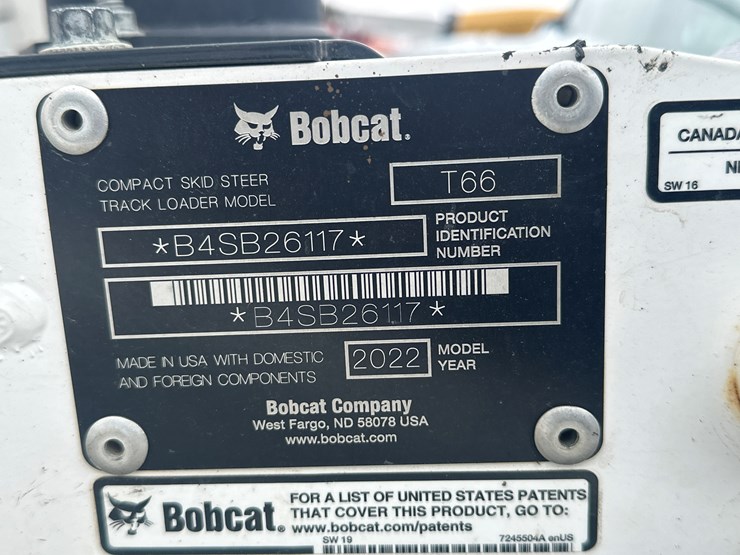 Bobcat.
COMPACT SKID STEER
TRACK LOADER MODEL
T66
*B4SB26117*
PRODUCT
IDENTIFICATION
NUMBER
*B4SB26117*
MADE IN USA WITH DOMESTIC
AND FOREIGN COMPONENTS
2022
MODEL
YEAR
Bobcat Company
West Fargo, ND 58078 USA
www.bobcat.com
Bobcat.
FOR A LIST OF UNITED STATES PATENTS
THAT COVER THIS PRODUCT, GO TO:
www.bobcat.com/patents
SW 19
7245504A enUS
CANADA
SW 16